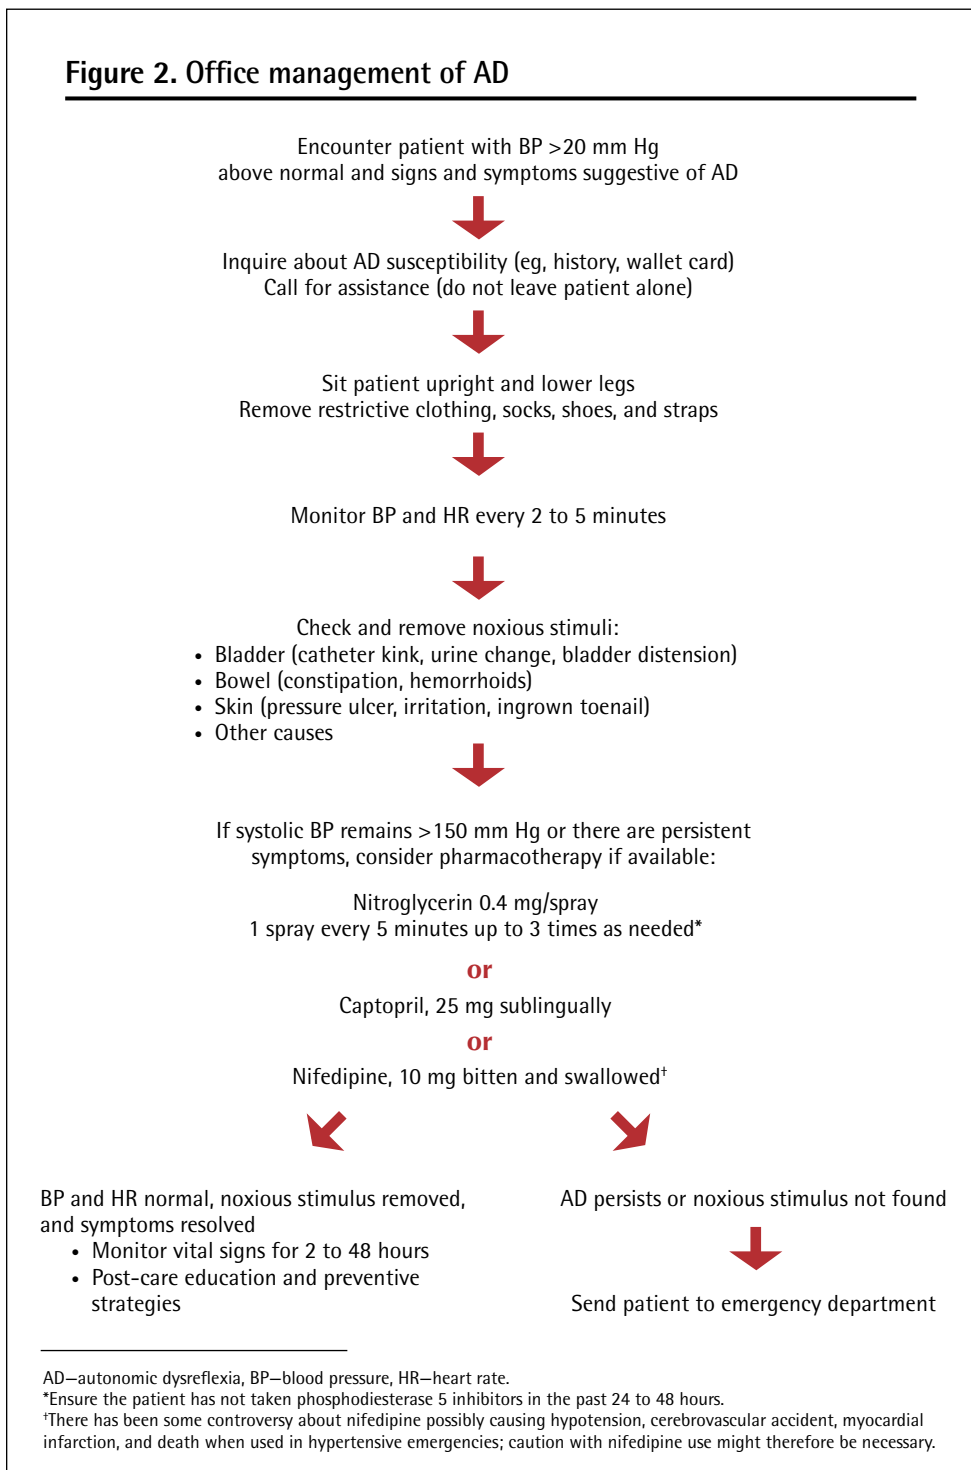 Figure 2. Office management of AD
Encounter patient with BP >20 mm Hg
above normal and signs and symptoms suggestive of AD
Inquire about AD susceptibility (eg, history, wallet card)
Call for assistance (do not leave patient alone)
Sit patient upright and lower legs
Remove restrictive clothing, socks, shoes, and straps
Monitor BP and HR every 2 to 5 minutes
Check and remove noxious stimuli:
• Bladder (catheter kink, urine change, bladder distension)
• Bowel (constipation, hemorrhoids)
• Skin (pressure ulcer, irritation, ingrown toenail)
• Other causes
If systolic BP remains >150 mm Hg or there are persistent
symptoms, consider pharmacotherapy if available:
Nitroglycerin 0.4 mg/spray
1 spray every 5 minutes up to 3 times as needed*
or
Captopril, 25 mg sublingually
or
Nifedipine, 10 mg bitten and swallowed†
BP and HR normal, noxious stimulus removed,
and symptoms resolved
• Monitor vital signs for 2 to 48 hours
• Post-care education and preventive
strategies
AD persists or noxious stimulus not found
Send patient to emergency department
AD—autonomic dysreflexia, BP—blood pressure, HR—heart rate.
*Ensure the patient has not taken phosphodiesterase 5 inhibitors in the past 24 to 48 hours.
†There has been some controversy about nifedipine possibly causing hypotension, cerebrovascular accident, myocardial
infarction, and death when used in hypertensive emergencies; caution with nifedipine use might therefore be necessary.